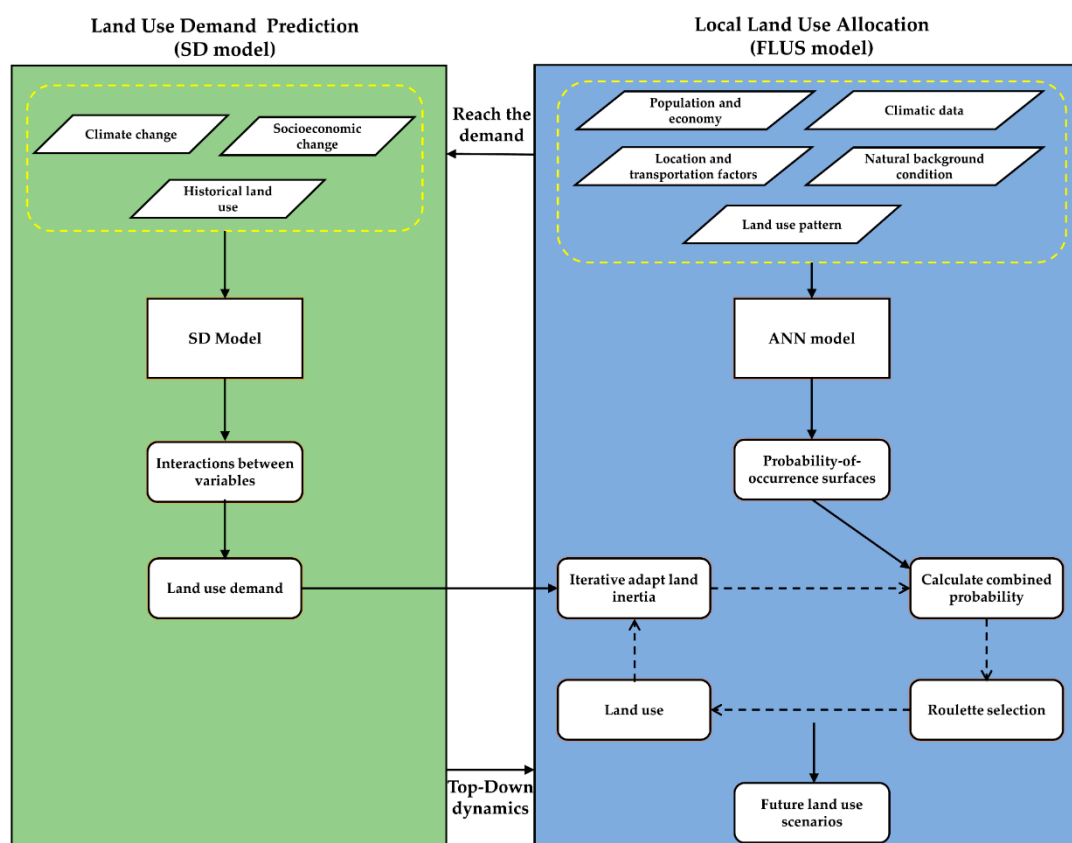 Land Use Demand Prediction
(SD model)
Local Land Use Allocation
(FLUS model)
Climate change
Socioeconomic
change
Historical land
use
SD Model
Interactions between
variables
Land use demand
Reach the
demand
Top-Down
dynamics
Population and
economy
Climatic data
Location and
transportation factors
Natural background
condition
Land use pattern
ANN model
Probability-of-
occurrence surfaces
Iterative adapt land
inertia
Calculate combined
probability
Land use
Roulette selection
Future land use
scenarios